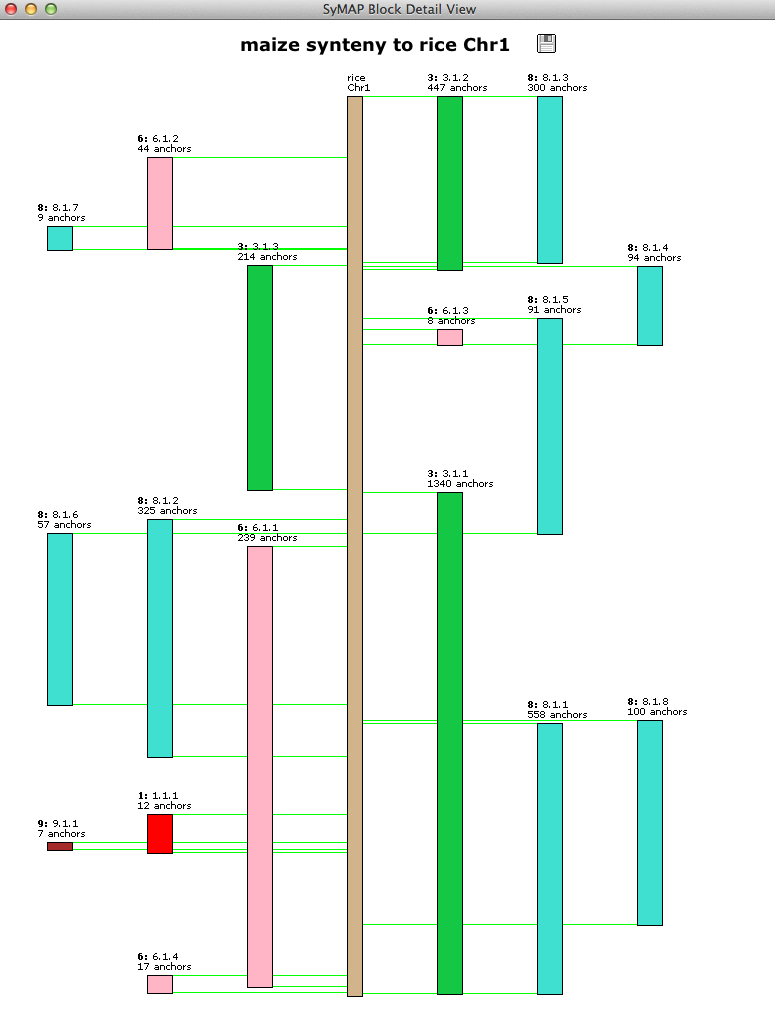 SyMAP Block Detail View
maize synteny to rice Chr1
rice
Chr1
3: 3.1.2
447 anchors
8: 8.1.3
300 anchors
6: 6.1.2
44 anchors
8: 8.1.7
9 anchors
3: 3.1.3
214 anchors
8: 8.1.4
94 anchors
6: 6.1.3
8 anchors
8: 8.1.5
91 anchors
3: 3.1.1
1340 anchors
8: 8.1.6
57 anchors
8: 8.1.2
325 anchors
6: 6.1.1
239 anchors
8: 8.1.1
558 anchors
8: 8.1.8
100 anchors
1: 1.1.1
12 anchors
9: 9.1.1
7 anchors
6: 6.1.4
17 anchors